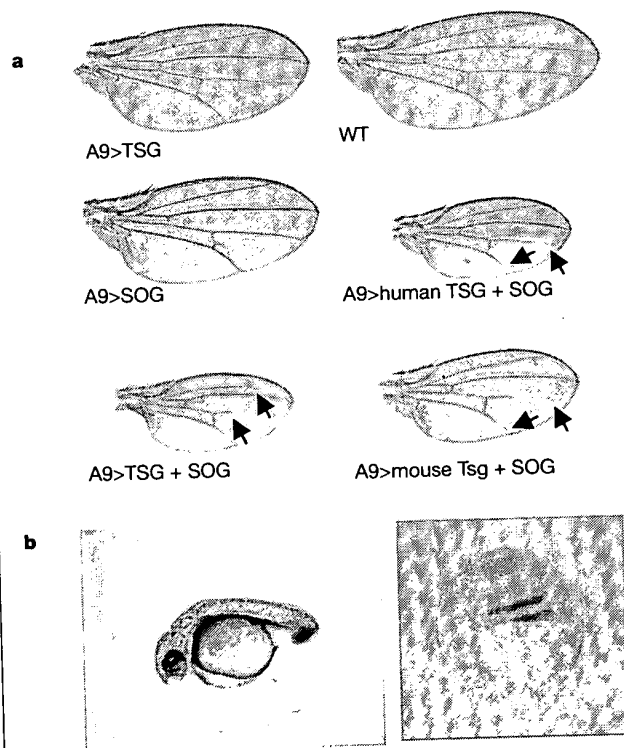 a
A9>TSG
WT
A9>SOG
A9>human TSG + SOG
A9>TSG + SOG
A9>mouse Tsg + SOG
b